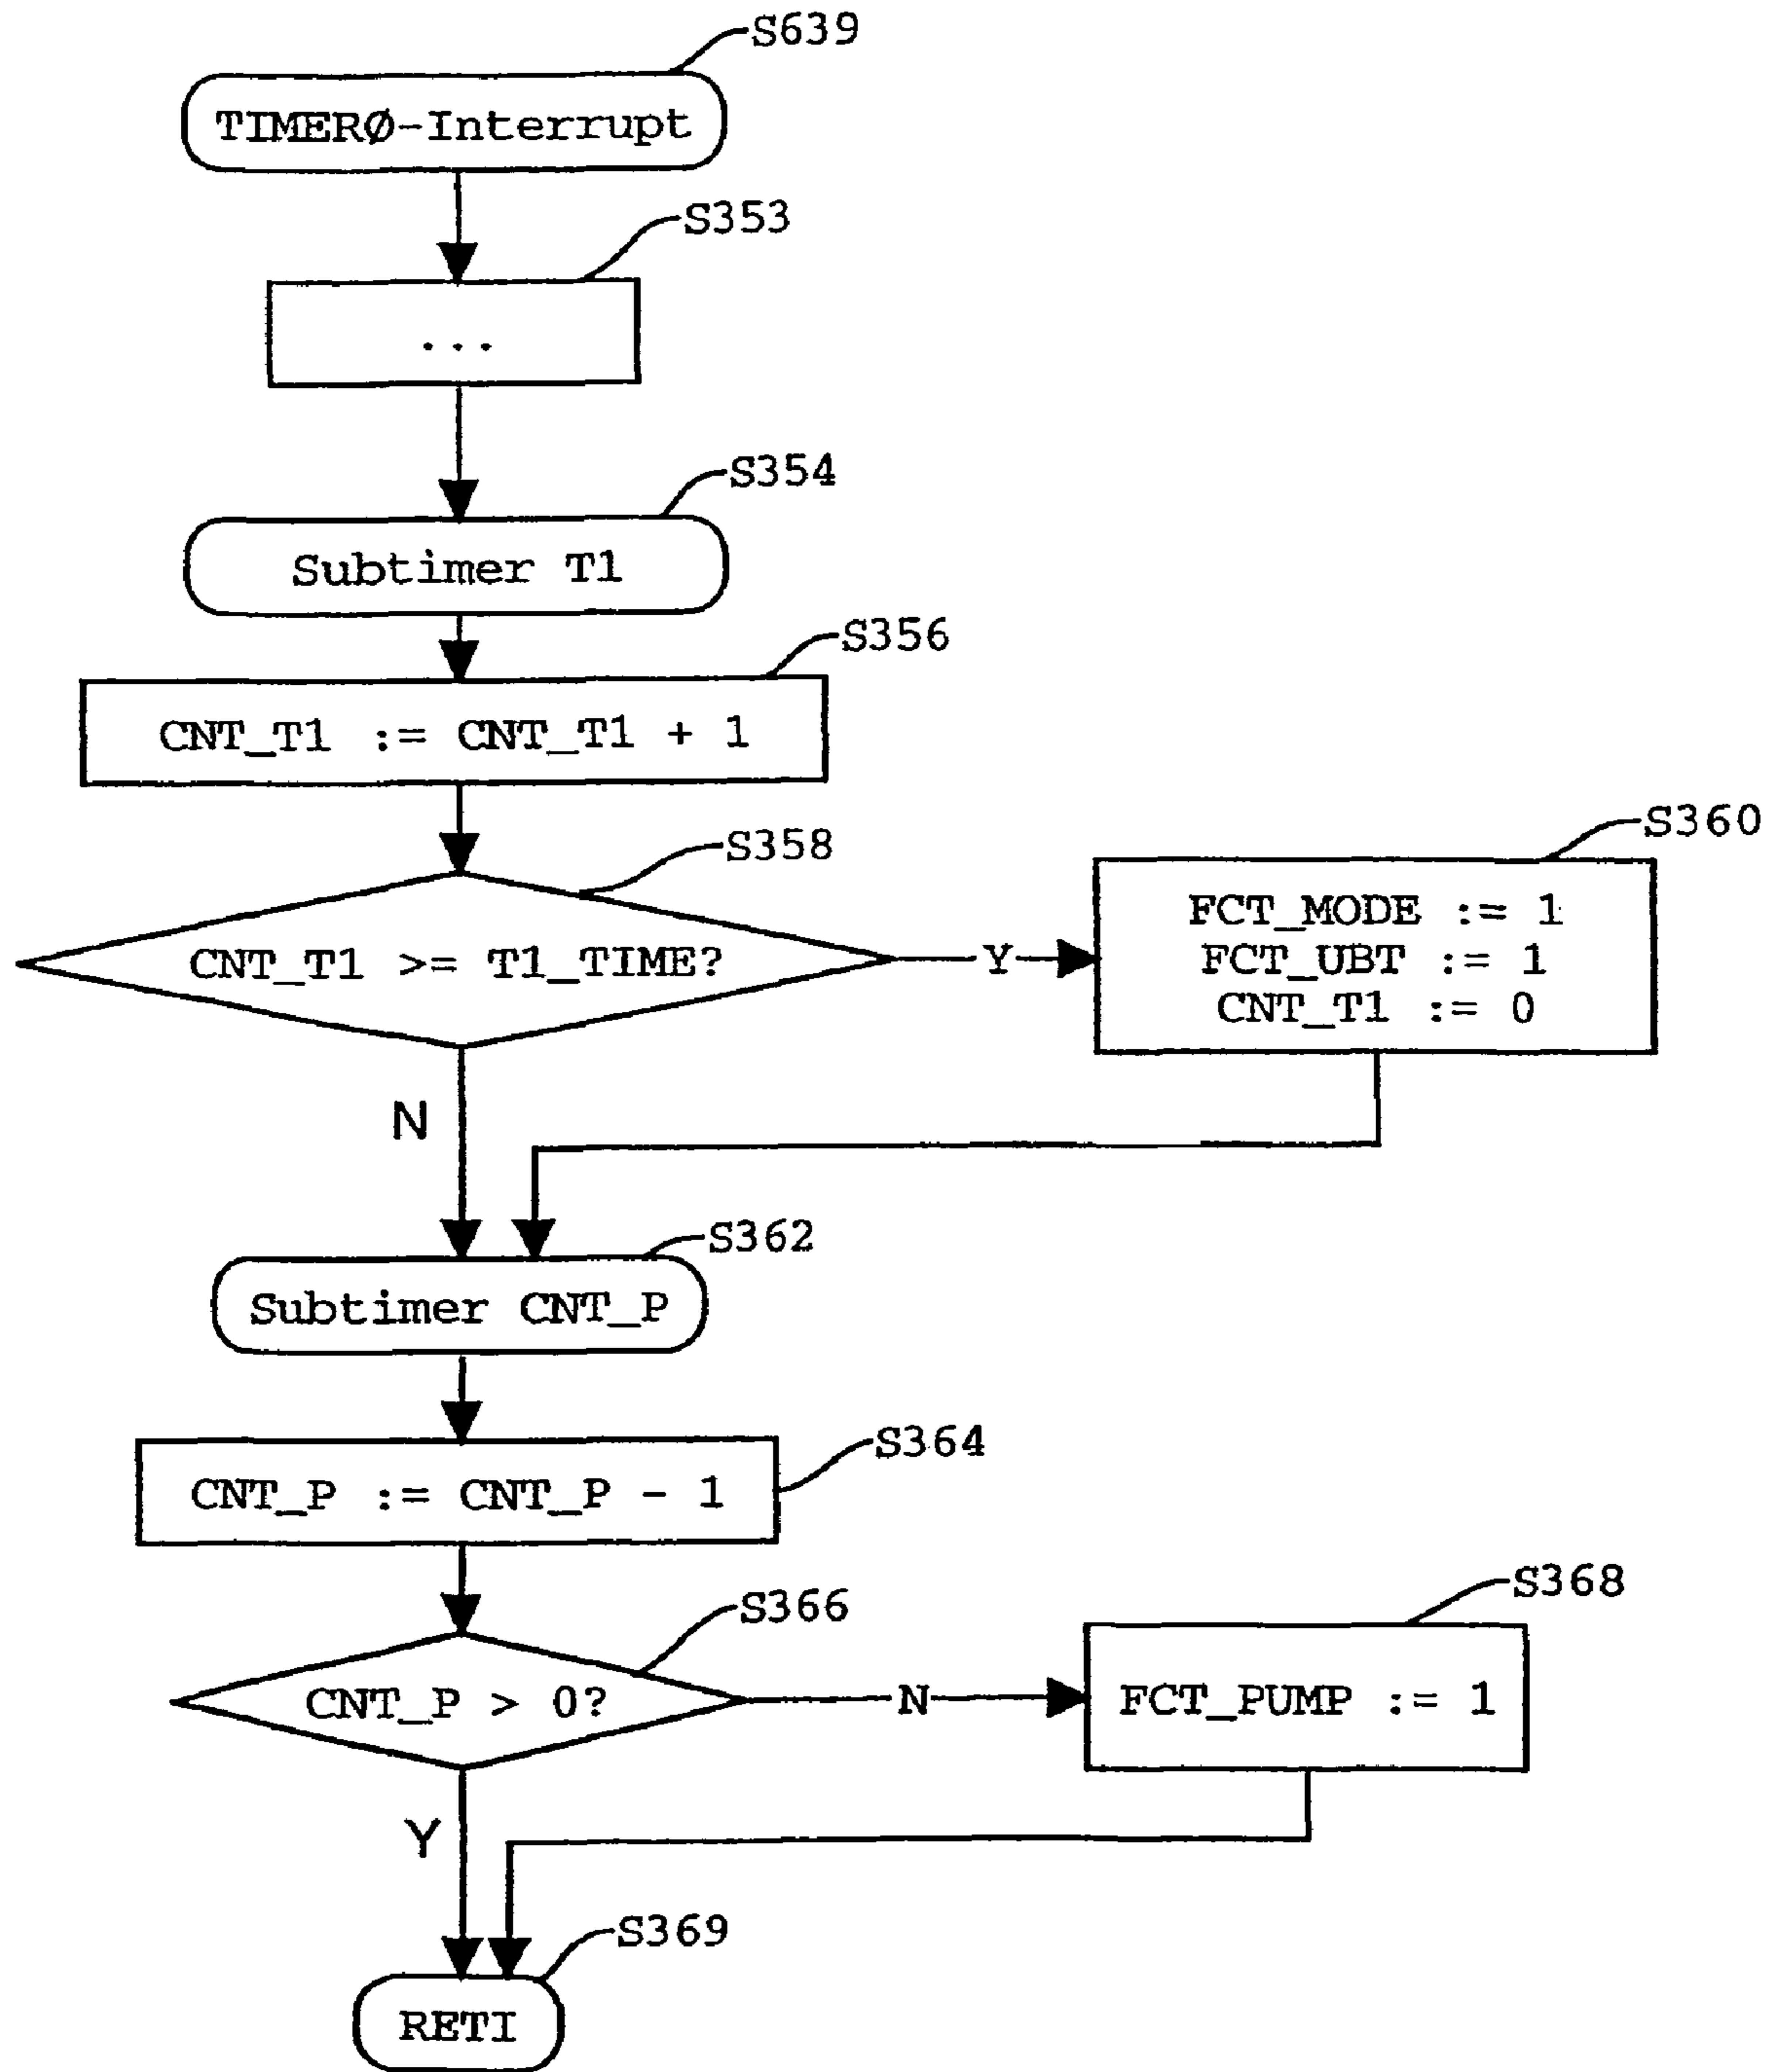 S639
TIMERØ-Interrupt
S353
...
S354
Subtimer T1
S356
CNT_T1 := CNT_T1 + 1
S358
CNT_T1 >= T1_TIME?
Y
S360
FCT_MODE := 1
FCT_UBT := 1
CNT_T1 := 0
N
S362
Subtimer CNT_P
S364
CNT_P := CNT_P - 1
S366
CNT_P > 0?
N
S368
FCT_PUMP := 1
Y
S369
RETI